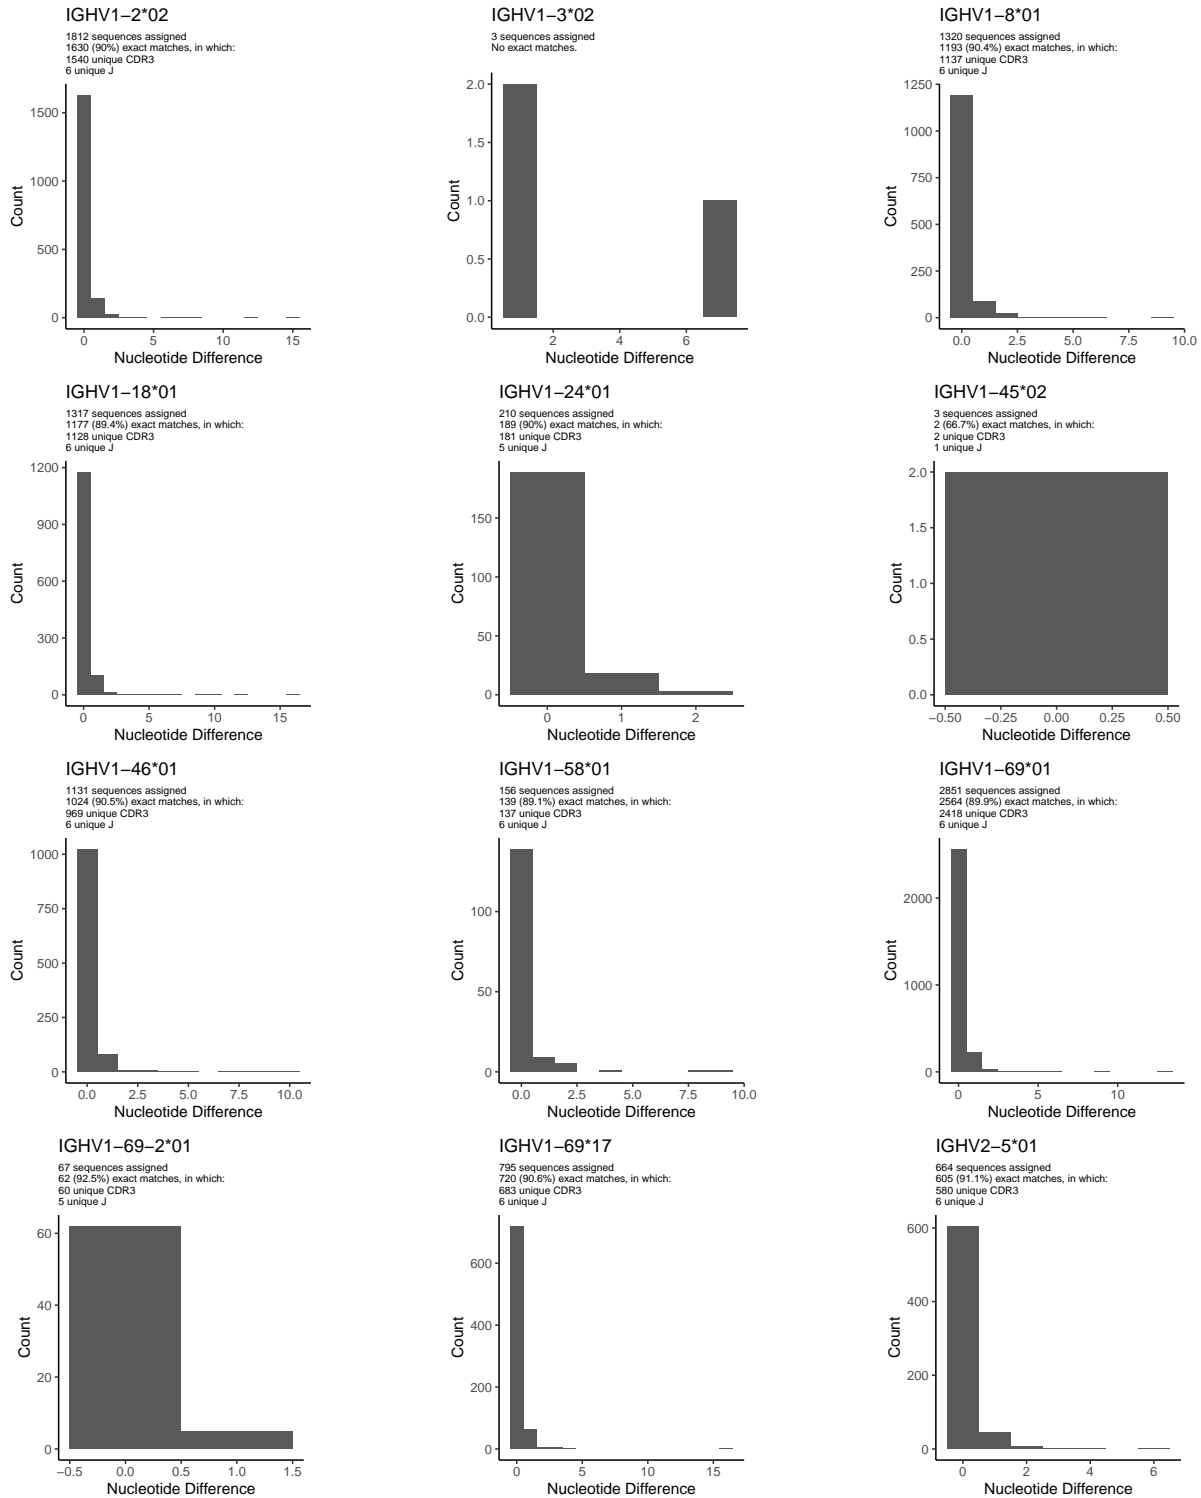 IGHV1−2*02
1812 sequences assigned
1630 (90%) exact matches, in which:
1540 unique CDR3
6 unique J
1500
1000
500
0
Count
0 5 10 15
Nucleotide Difference
IGHV1−3*02
3 sequences assigned
No exact matches.
2.0
1.5
1.0
0.5
0.0
Count
2 4 6
Nucleotide Difference
IGHV1−8*01
1320 sequences assigned
1193 (90.4%) exact matches, in which:
1137 unique CDR3
6 unique J
1250
1000
750
500
250
0
Count
0.0 2.5 5.0 7.5 10.0
Nucleotide Difference
IGHV1−18*01
1317 sequences assigned
1177 (89.4%) exact matches, in which:
1128 unique CDR3
6 unique J
1200
900
600
300
0
Count
0 5 10 15
Nucleotide Difference
IGHV1−24*01
210 sequences assigned
189 (90%) exact matches, in which:
181 unique CDR3
5 unique J
150
100
50
0
Count
0 1 2
Nucleotide Difference
IGHV1−45*02
3 sequences assigned
2 (66.7%) exact matches, in which:
2 unique CDR3
1 unique J
2.0
1.5
1.0
0.5
0.0
Count
−0.50 −0.25 0.00 0.25 0.50
Nucleotide Difference
IGHV1−46*01
1131 sequences assigned
1024 (90.5%) exact matches, in which:
969 unique CDR3
6 unique J
1000
750
500
250
0
Count
0.0 2.5 5.0 7.5 10.0
Nucleotide Difference
IGHV1−58*01
156 sequences assigned
139 (89.1%) exact matches, in which:
137 unique CDR3
6 unique J
100
50
0
Count
0.0 2.5 5.0 7.5 10.0
Nucleotide Difference
IGHV1−69*01
2851 sequences assigned
2564 (89.9%) exact matches, in which:
2418 unique CDR3
6 unique J
2000
1000
0
Count
0 5 10
Nucleotide Difference
IGHV1−69−2*01
67 sequences assigned
62 (92.5%) exact matches, in which:
60 unique CDR3
5 unique J
60
40
20
0
Count
−0.5 0.0 0.5 1.0 1.5
Nucleotide Difference
IGHV1−69*17
795 sequences assigned
720 (90.6%) exact matches, in which:
683 unique CDR3
6 unique J
600
400
200
0
Count
0 5 10 15
Nucleotide Difference
IGHV2−5*01
664 sequences assigned
605 (91.1%) exact matches, in which:
580 unique CDR3
6 unique J
600
400
200
0
Count
0 2 4 6
Nucleotide Difference